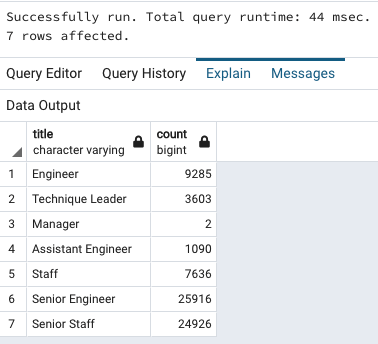 Successfully run. Total query runtime: 44 msec.
7 rows affected.
Query Editor Query History Explain Messages
Data Output
title count
character varying bigint
1 Engineer 9285
2 Technique Leader 3603
3 Manager 2
4 Assistant Engineer 1090
5 Staff 7636
6 Senior Engineer 25916
7 Senior Staff 24926